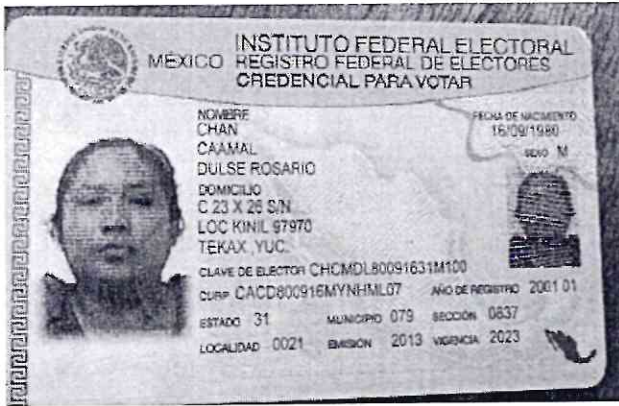 MÉXICO
INSTITUTO FEDERAL ELECTORAL
REGISTRO FEDERAL DE ELECTORES
CREDENCIAL PARA VOTAR
NOMBRE
CHAN
CAAMAL
DULSE ROSARIO
FECHA DE NACIMIENTO
16/09/1980
SEXO M
DOMICILIO
C 23 X 26 S/N
LOC KINIL 97970
TEKAX, YUC.
CLAVE DE ELECTOR CHCMDL80091631M100
CURP CACD800916MYNHML07 AÑO DE REGISTRO 2001 01
ESTADO 31 MUNICIPIO 079 SECCIÓN 0837
LOCALIDAD 0021 EMISIÓN 2013 VIGENCIA 2023